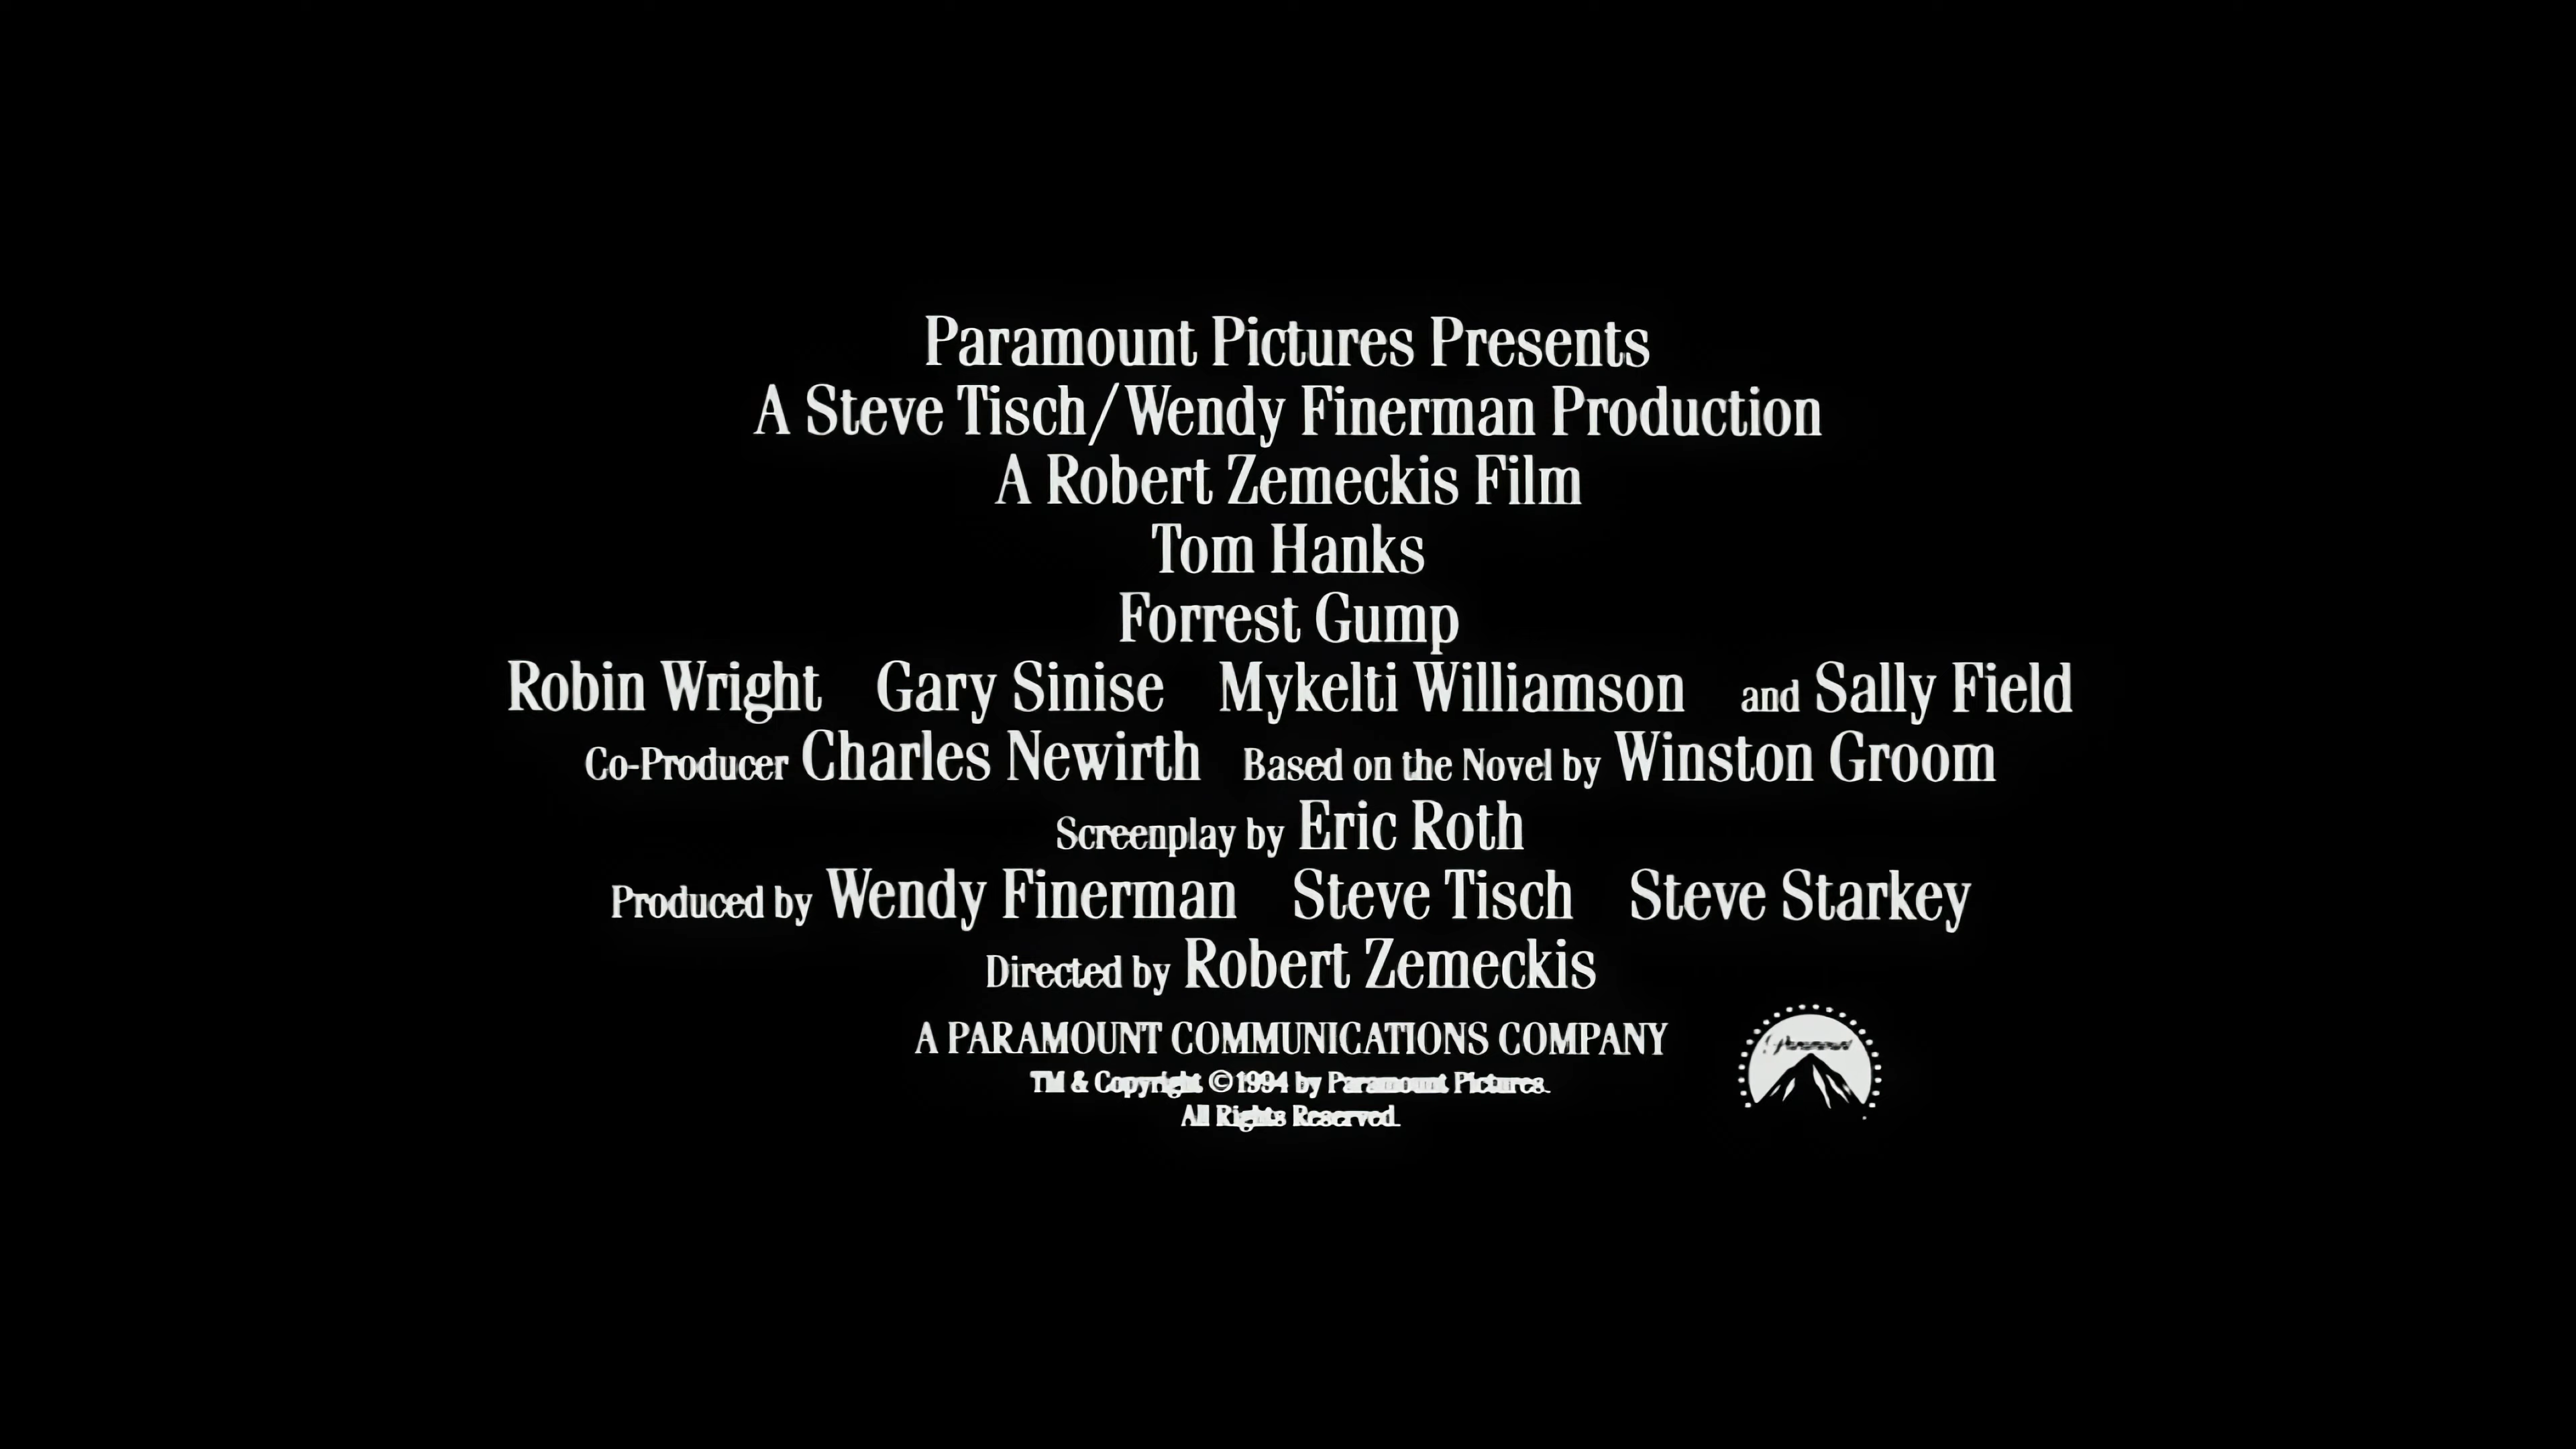 Paramount Pictures Presents
A Steve Tisch/Wendy Finerman Production
A Robert Zemeckis Film
Tom Hanks
Forrest Gump
Robin Wright Gary Sinise Mykelti Williamson and Sally Field
Co-Producer Charles Newirth Based on the Novel by Winston Groom
Screenplay by Eric Roth
Produced by Wendy Finerman Steve Tisch Steve Starkey
Directed by Robert Zemeckis
A PARAMOUNT COMMUNICATIONS COMPANY
Paramount
TM & Copyright ©1994 by Paramount Pictures.
All Rights Reserved.